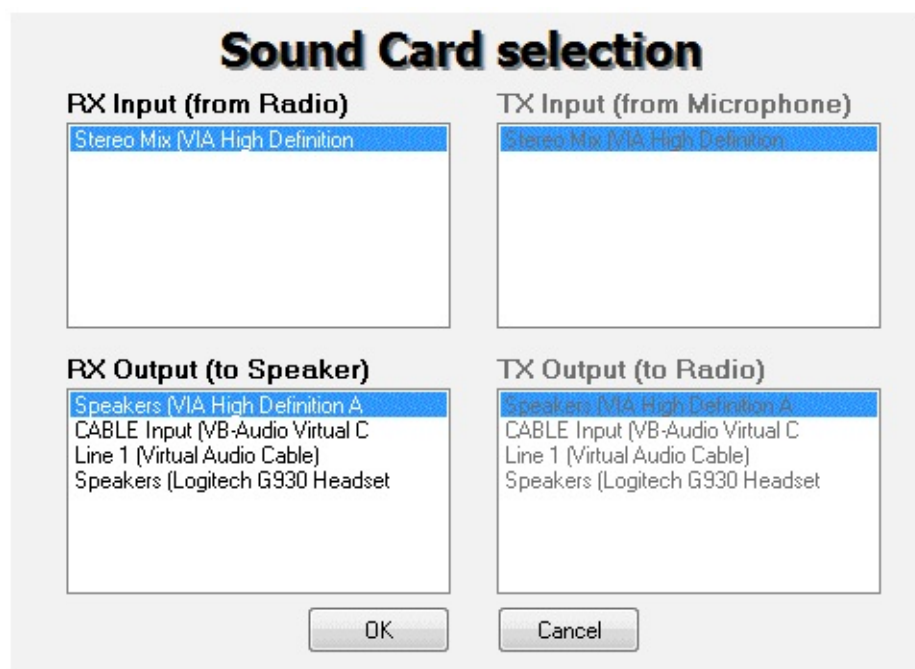 Sound Card selection
RX Input (from Radio)
Stereo Mix (VIA High Definition
TX Input (from Microphone)
Stereo Mix (VIA High Definition
RX Output (to Speaker)
Speakers (VIA High Definition A
CABLE Input (VB-Audio Virtual C
Line 1 (Virtual Audio Cable)
Speakers (Logitech G930 Headset
TX Output (to Radio)
Speakers (VIA High Definition A
CABLE Input (VB-Audio Virtual C
Line 1 (Virtual Audio Cable)
Speakers (Logitech G930 Headset
OK
Cancel